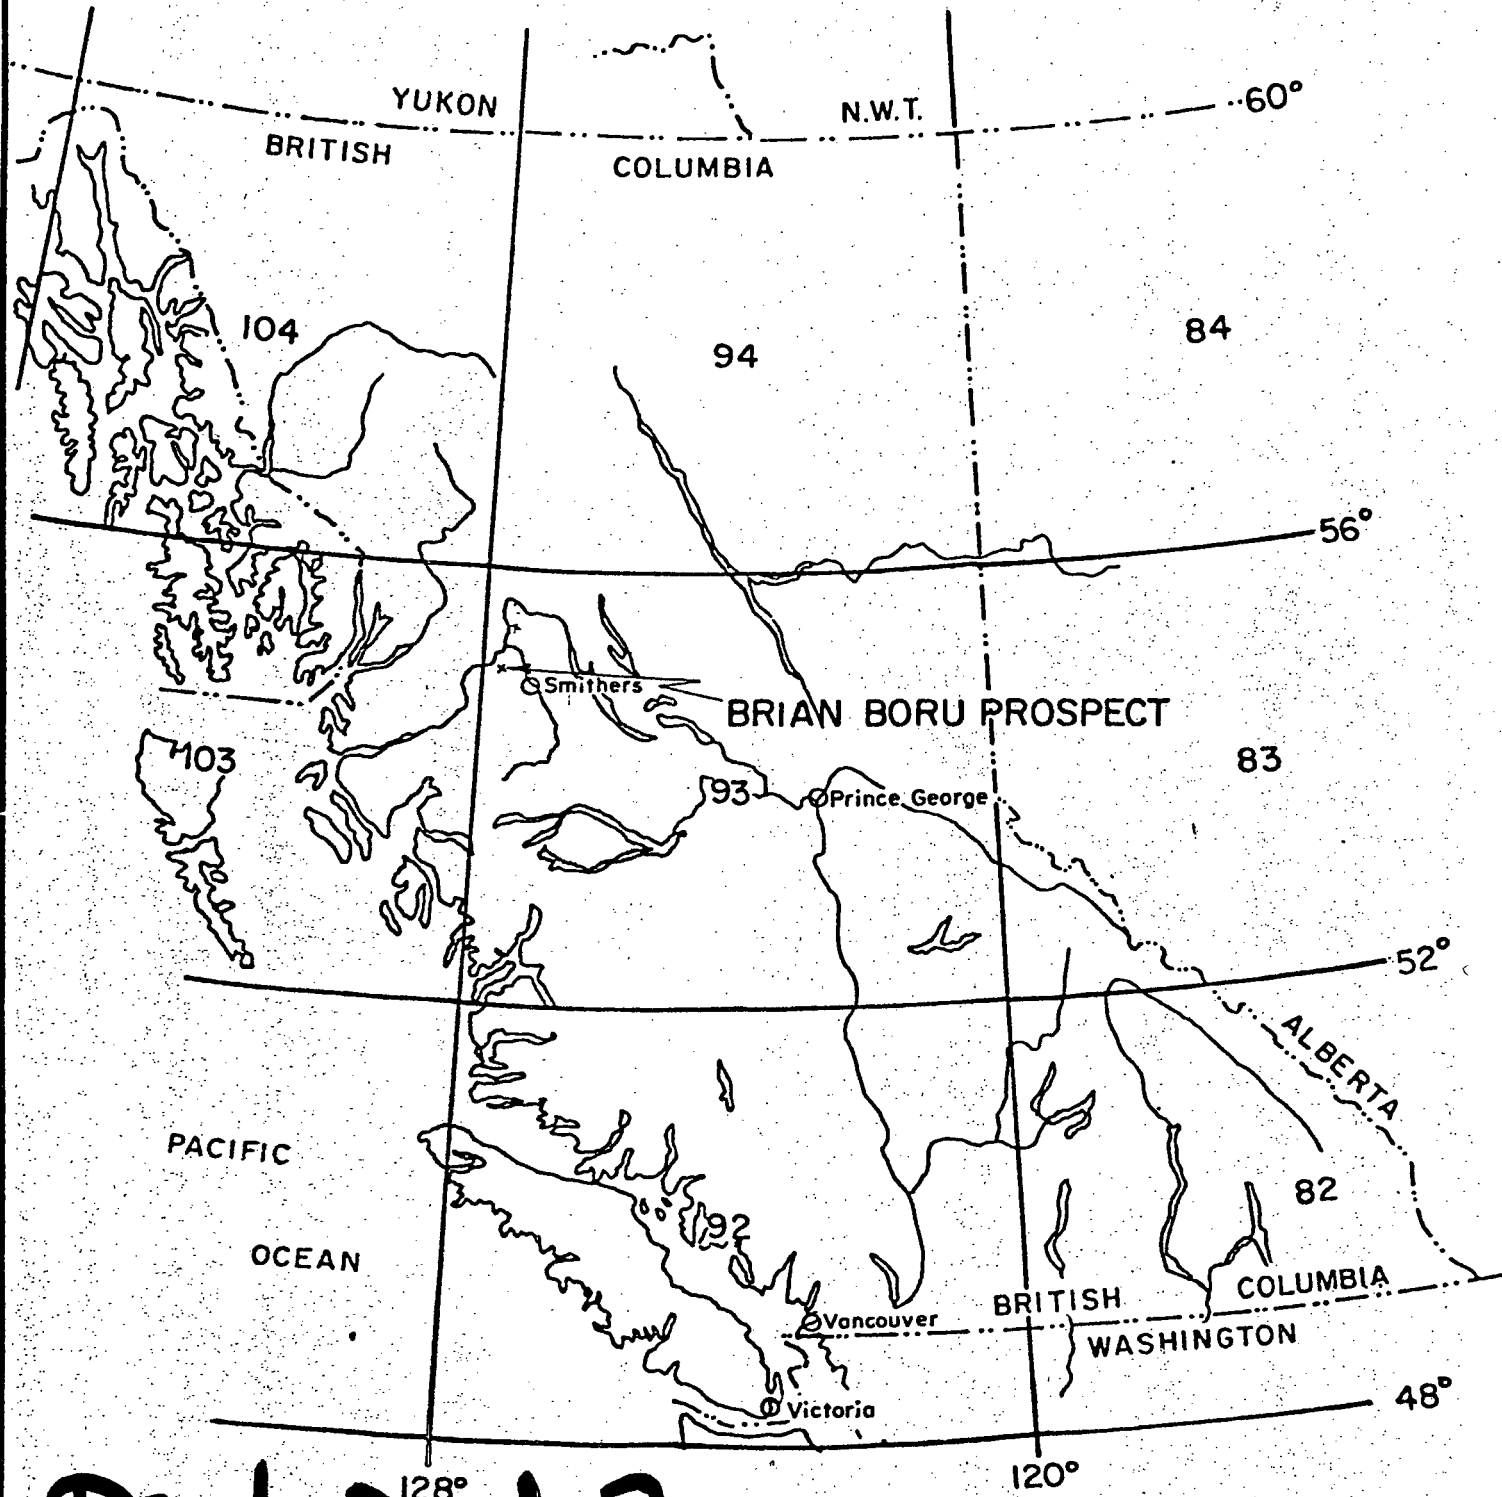 YUKON
N.W.T.
60°
BRITISH
COLUMBIA
104
94
84
56°
Smithers
BRIAN BORU PROSPECT
103
83
93
Prince George
52°
ALBERTA
PACIFIC
82
92
OCEAN
BRITISH
COLUMBIA
Vancouver
WASHINGTON
48°
Victoria
128°
120°